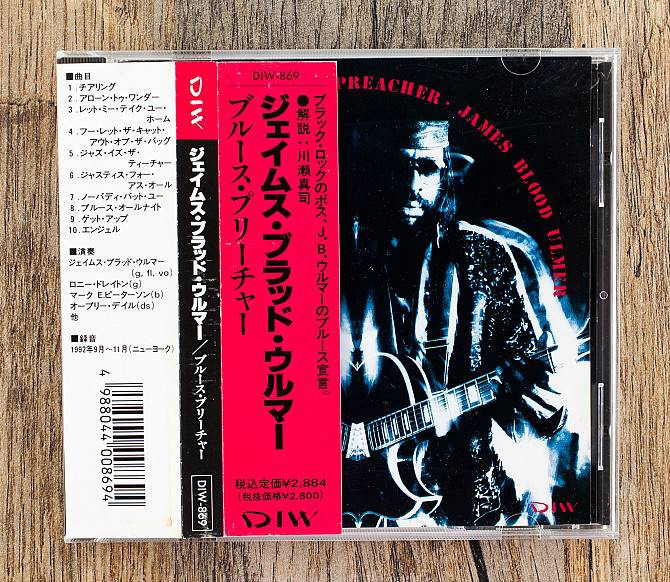 ■曲目
1.チアリング
2.アローン・トゥ・ワンダー
3.レット・ミー・テイク・ユー・
ホーム
4.フー・レット・ザ・キャット・
アウト・オブ・ザ・バッグ
5.ジャズ・イズ・ザ・
ティーチャー
6.ジャスティス・フォー・
アス・オール
7.ノーバディ・バット・ユー
8.ブルース・オールナイト
9.ゲット・アップ
10.エンジェル
■演奏
ジェイムス・ブラッド・ウルマー
(g, fl, vo)
ロニー・ドレイトン(g)
マーク E.ピーターソン(b)
オーブリー・デイル(ds)
他
■録音
1992年9月〜11月(ニューヨーク)
4 988044 008694
DIW
ジェイムス・ブラッド・ウルマー/ブルース・プリーチャー
DIW-869
DIW-869
ブラック・ロックのボス、J.B.ウルマーのブルース宣言。
●解説:川瀬真司
ジェイムス・ブラッド・ウルマー
ブルース・プリーチャー
税込定価¥2,884
(税抜価格¥2,800)
DIW
PREACHER・JAMES BLOOD ULMER
DIW